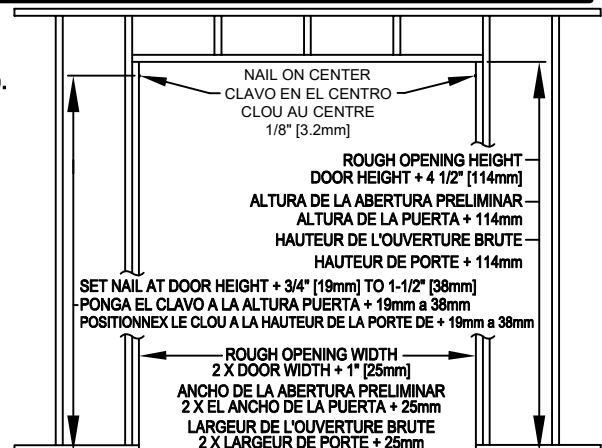 NAIL ON CENTER
CLAVO EN EL CENTRO
CLOU AU CENTRE
1/8" [3.2mm]
ROUGH OPENING HEIGHT
DOOR HEIGHT + 4 1/2" [114mm]
ALTURA DE LA ABERTURA PRELIMINAR
ALTURA DE LA PUERTA + 114mm
HAUTEUR DE L'OUVERTURE BRUTE
HAUTEUR DE PORTE + 114mm
SET NAIL AT DOOR HEIGHT + 3/4" [19mm] TO 1-1/2" [38mm]
PONGA EL CLAVO A LA ALTURA PUERTA + 19mm a 38mm
POSITIONNEX LE CLOU A LA HAUTEUR DE LA PORTE DE + 19mm a 38mm
ROUGH OPENING WIDTH
2 X DOOR WIDTH + 1" [25mm]
ANCHO DE LA ABERTURA PRELIMINAR
2 X EL ANCHO DE LA PUERTA + 25mm
LARGEUR DE L'OUVERTURE BRUTE
2 X LARGEUR DE PORTE + 25mm